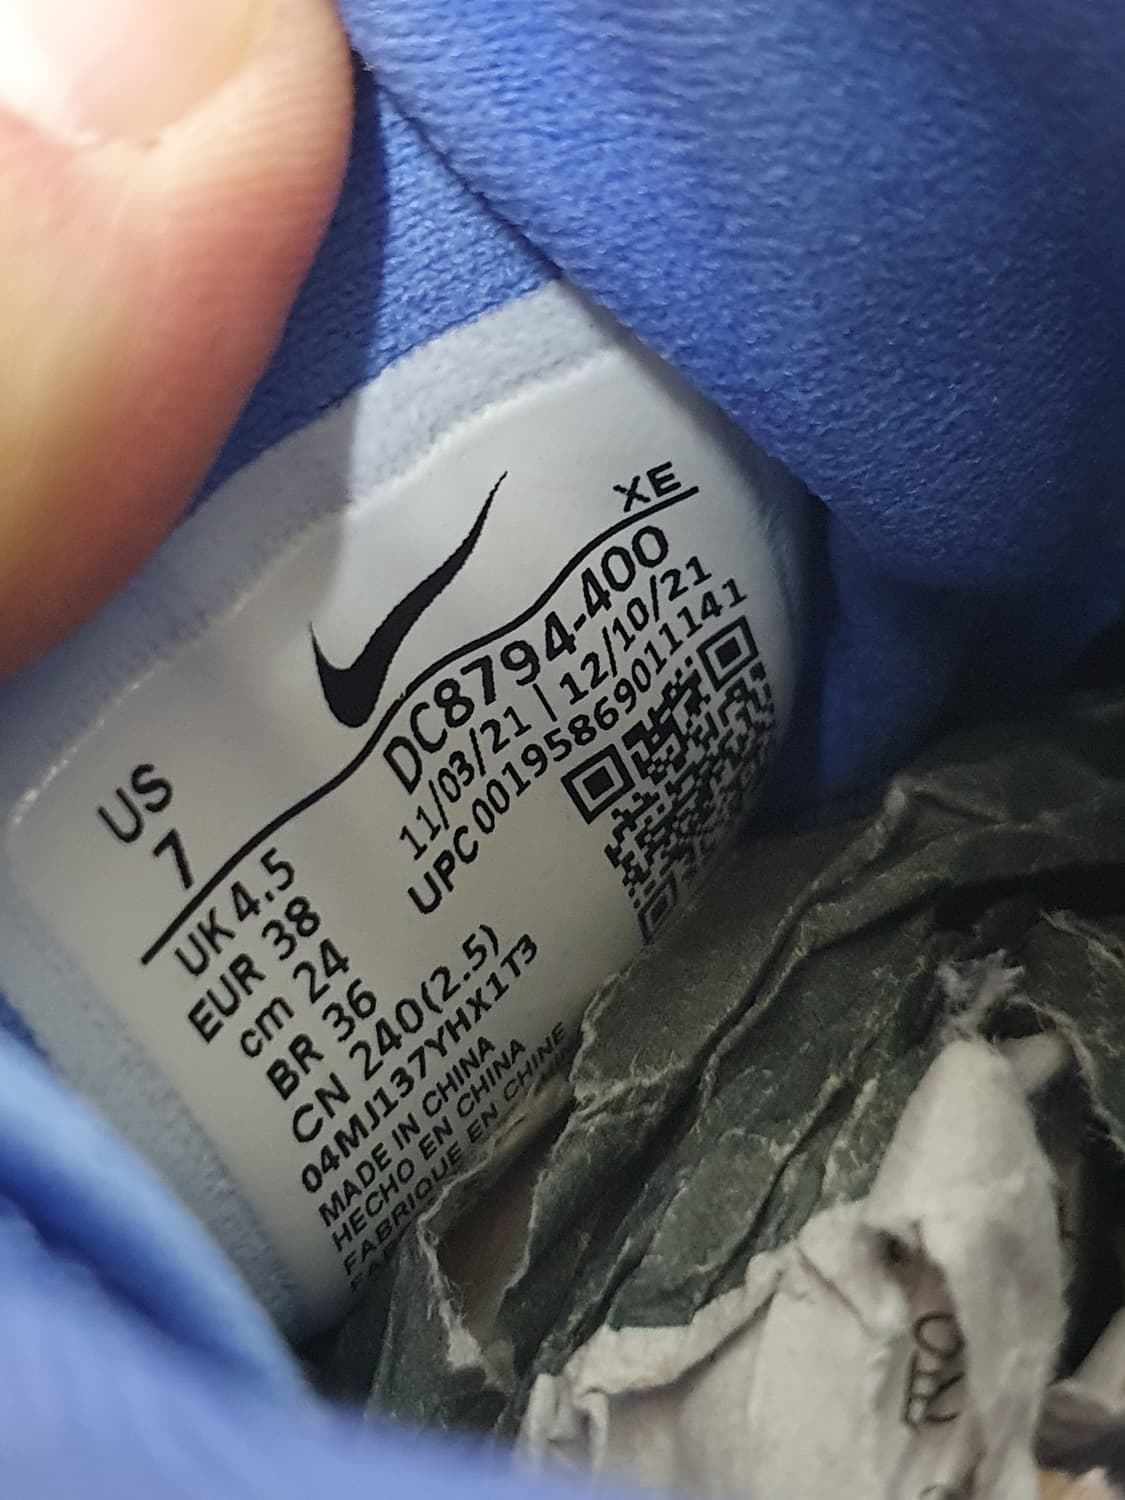 XE
DC8794-400
11/03/21 | 12/10/21
UPC 00195869011141
US
7
UK 4.5
EUR 38
cm 24
BR 36
CN 240(2.5)
04MJ137YHX1T3
MADE IN CHINA
HECHO EN CHINA
FABRIQUE EN CHINE